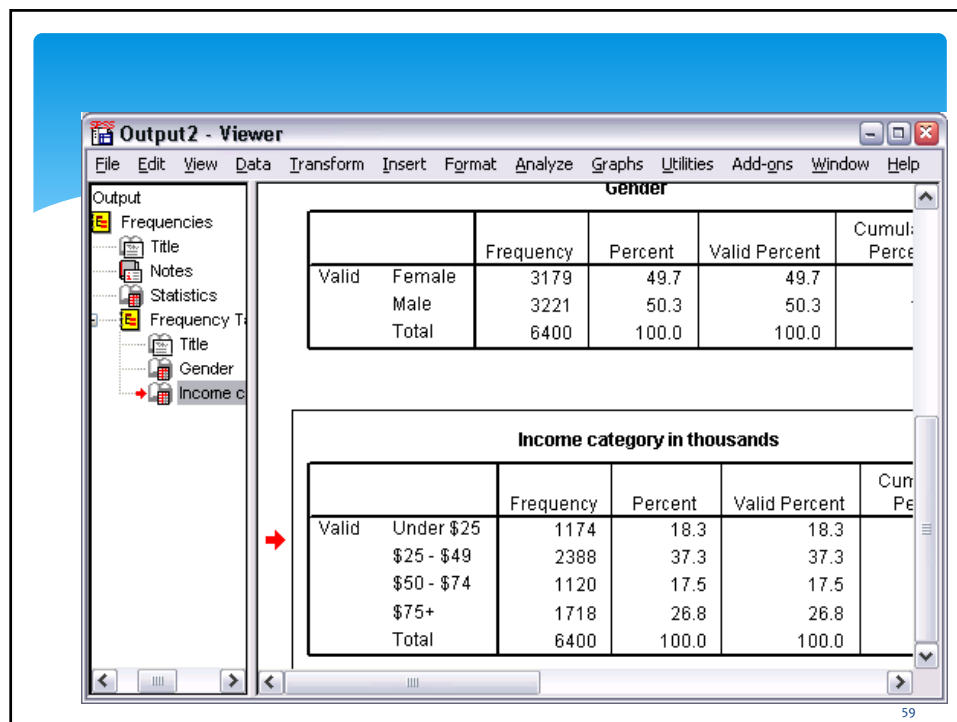 Output2 - Viewer
File Edit View Data Transform Insert Format Analyze Graphs Utilities Add-ons Window Help
Output
Frequencies
Title
Notes
Statistics
Frequency
Title
Gender
Income
Gender
Frequency Percent Valid Percent
Valid Female 3179 49.7 49.7
Male 3221 50.3 50.3
Total 6400 100.0 100.0
Income category in thousands
Frequency Percent Valid Percent
Valid Under $25 1174 18.3 18.3
$25 - $49 2388 37.3 37.3
$50 - $74 1120 17.5 17.5
$75+ 1718 26.8 26.8
Total 6400 100.0 100.0
59